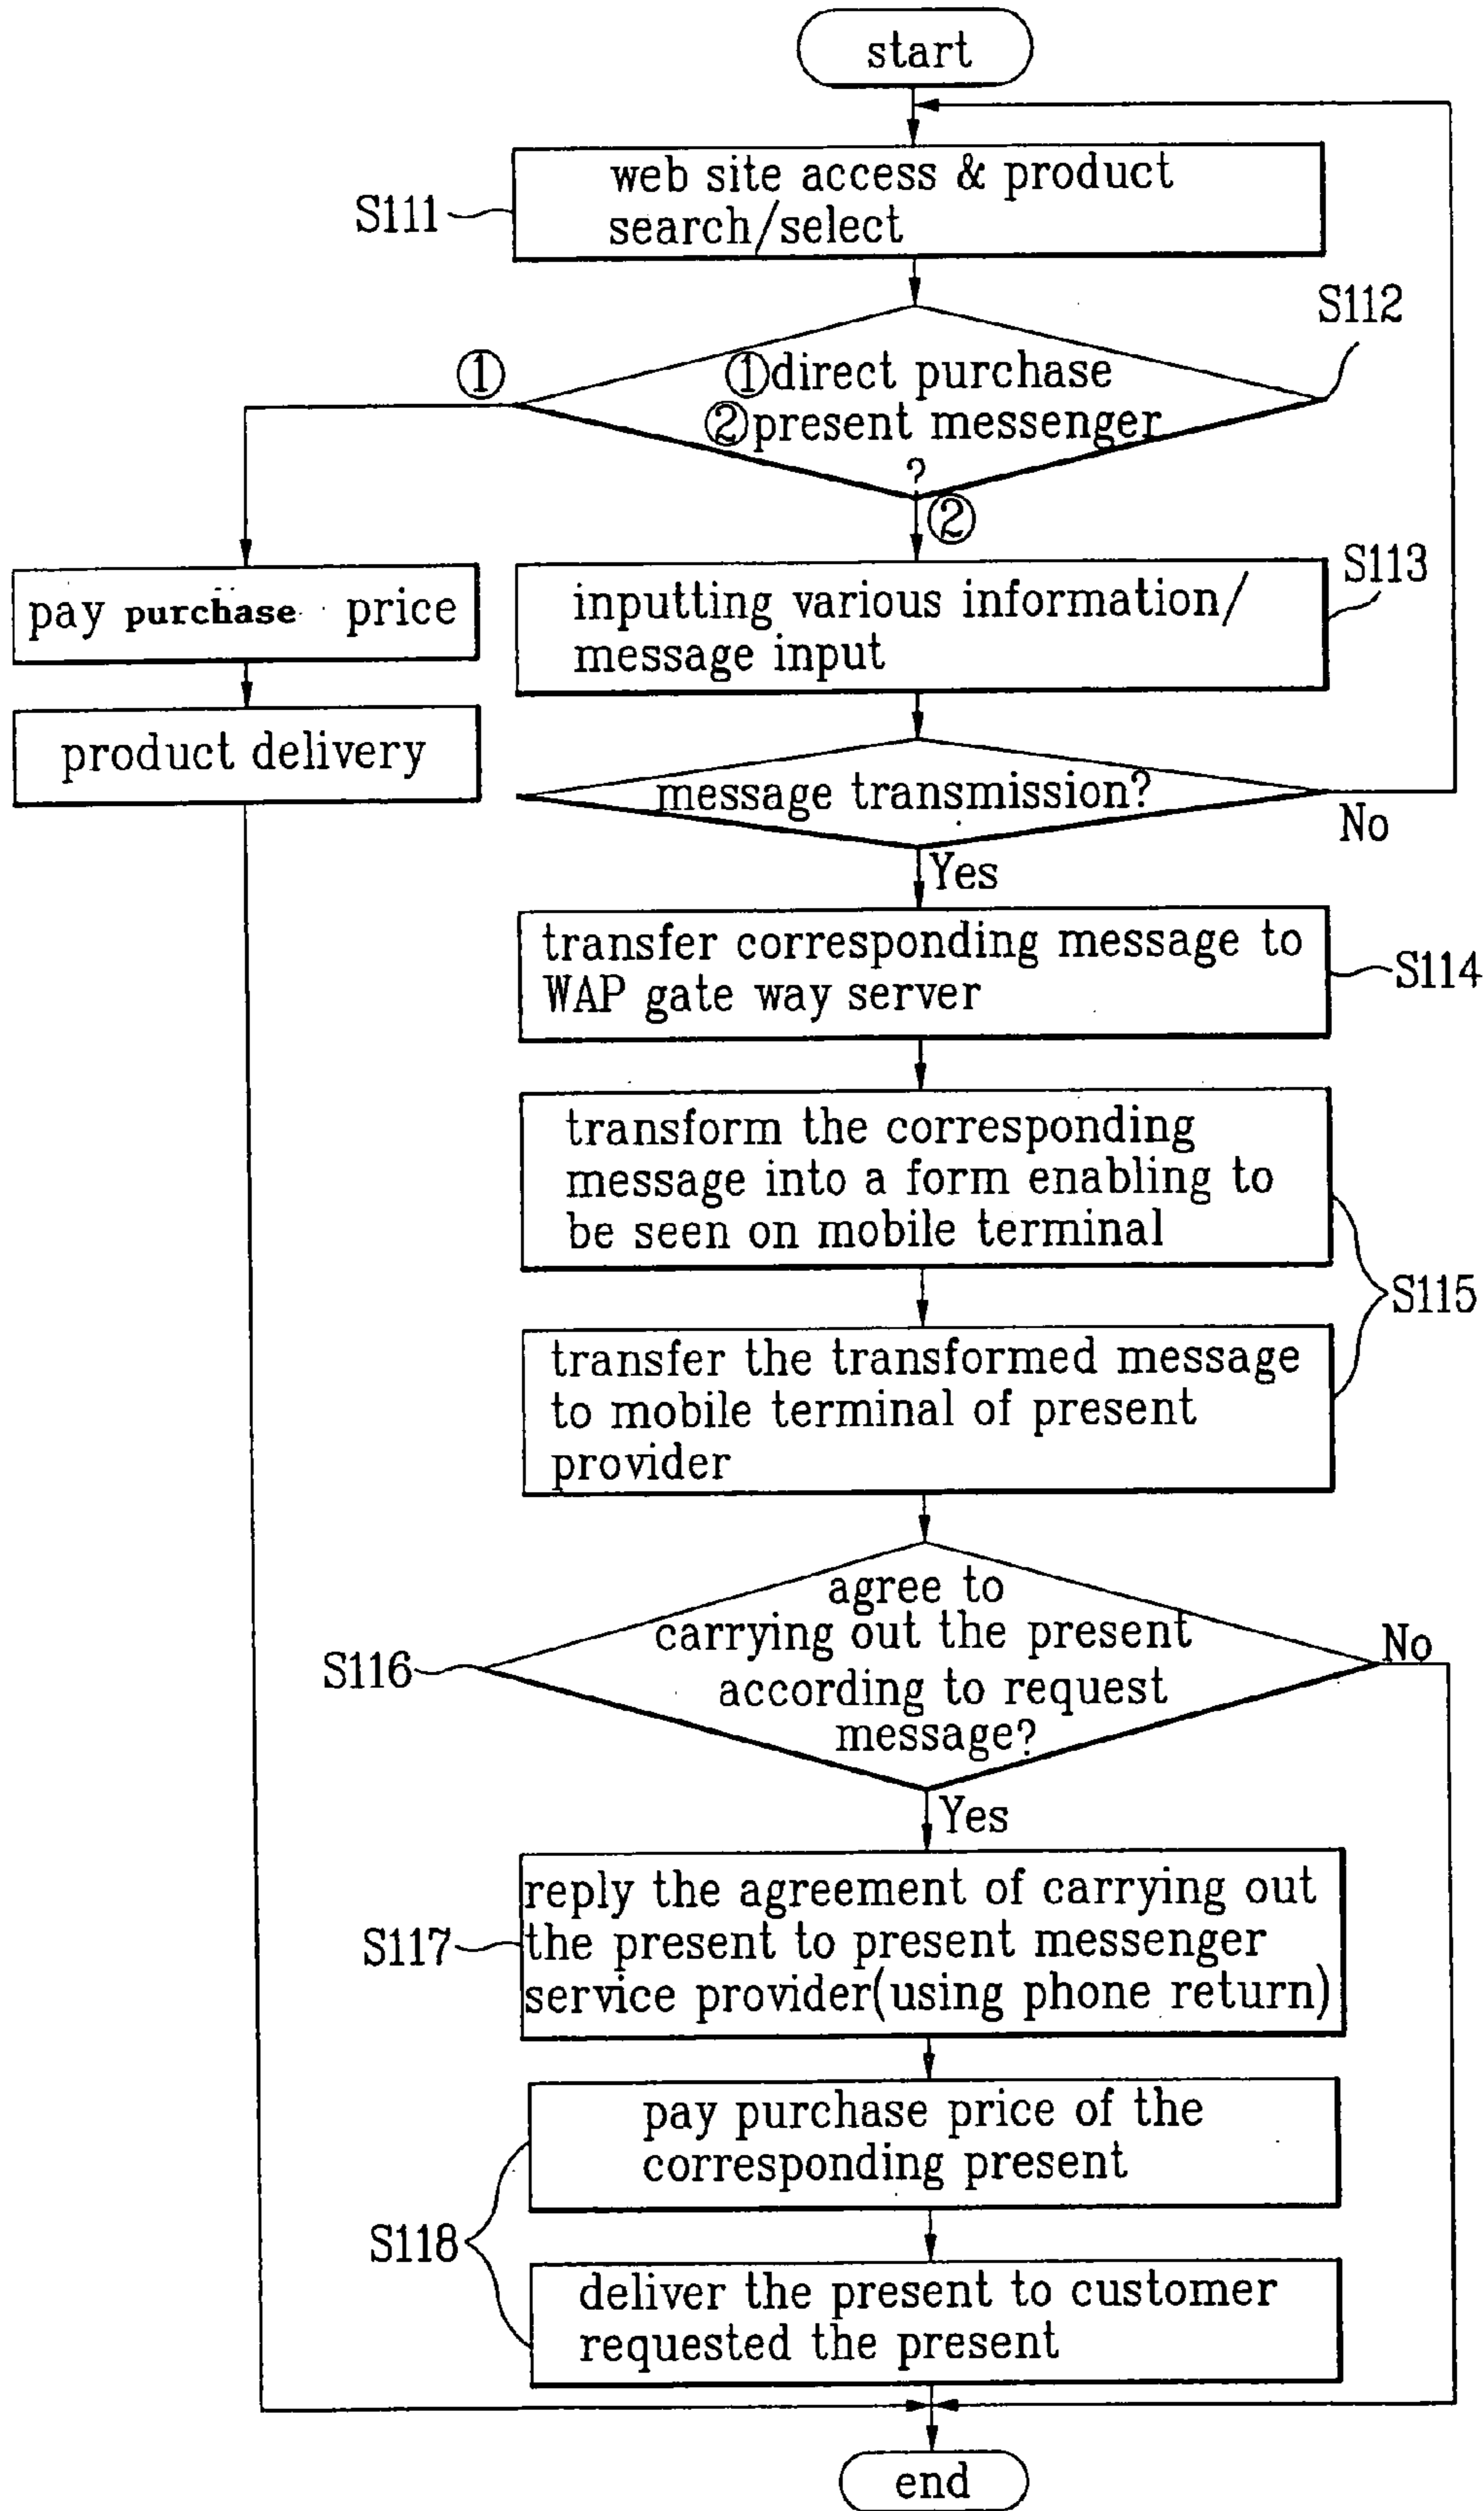 start
web site access & product
search/select
S111
S112
①
①direct purchase
②present messenger
?
②
pay purchase price
S113
inputting various information/
message input
product delivery
message transmission?
No
Yes
transfer corresponding message to
WAP gate way server
S114
transform the corresponding
message into a form enabling to
be seen on mobile terminal
S115
transfer the transformed message
to mobile terminal of present
provider
agree to
carrying out the present
according to request
message?
S116
No
Yes
reply the agreement of carrying out
the present to present messenger
service provider(using phone return)
S117
pay purchase price of the
corresponding present
S118
deliver the present to customer
requested the present
end